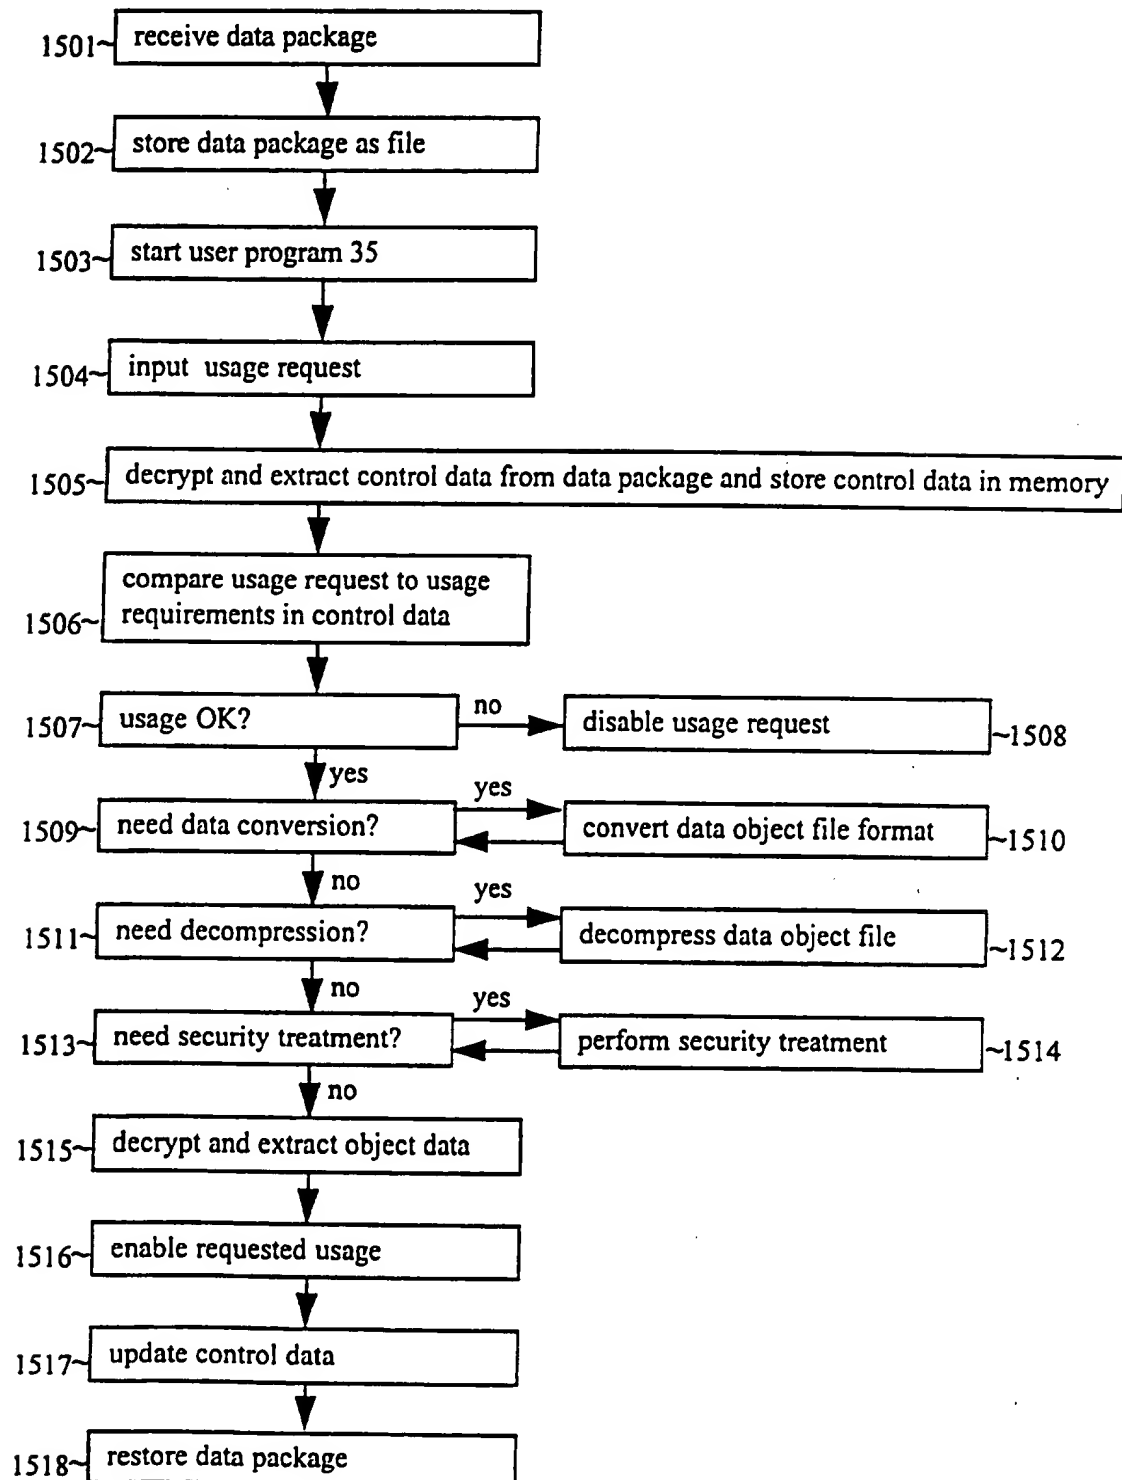 1501~ receive data package
1502~ store data package as file
1503~ start user program 35
1504~ input usage request
1505~ decrypt and extract control data from data package and store control data in memory
compare usage request to usage
1506~ requirements in control data
1507~ usage OK? no disable usage request ~1508
yes
1509~ need data conversion? yes convert data object file format ~1510
no
1511~ need decompression? yes decompress data object file ~1512
no
1513~ need security treatment? yes perform security treatment ~1514
no
1515~ decrypt and extract object data
1516~ enable requested usage
1517~ update control data
1518~ restore data package